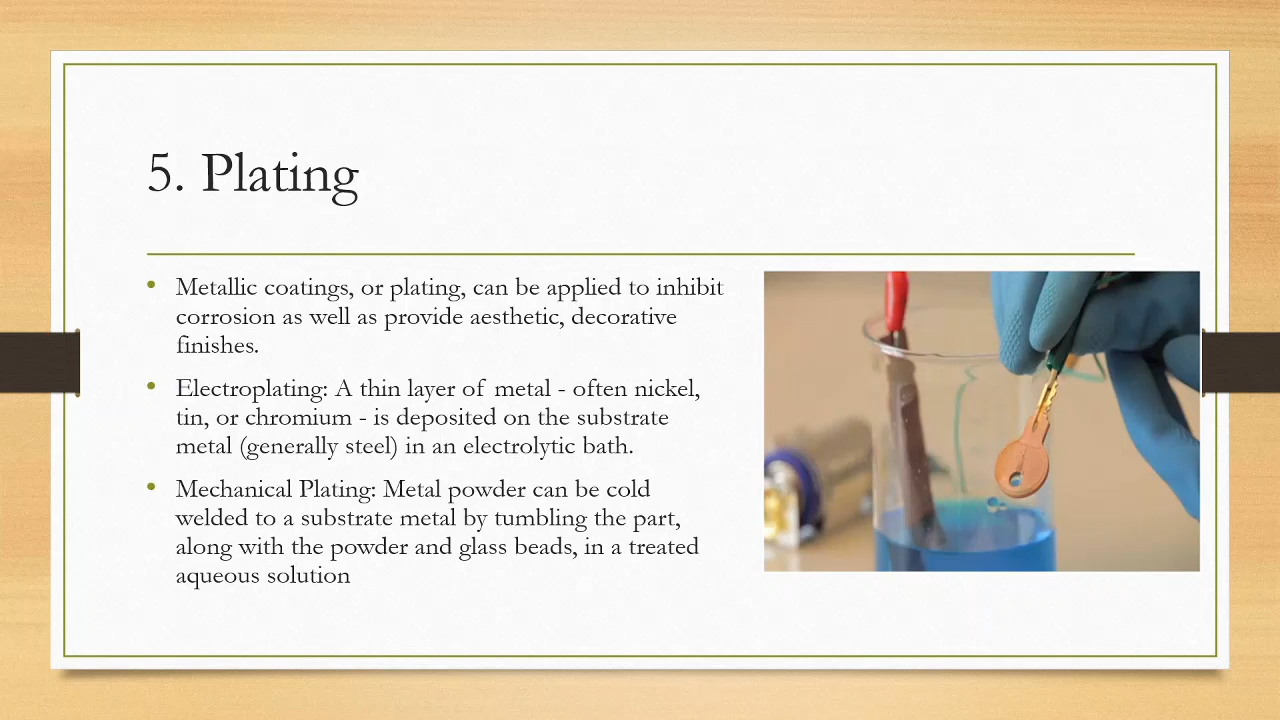 5. Plating
• Metallic coatings, or plating, can be applied to inhibit
corrosion as well as provide aesthetic, decorative
finishes.
• Electroplating: A thin layer of metal - often nickel,
tin, or chromium - is deposited on the substrate
metal (generally steel) in an electrolytic bath.
• Mechanical Plating: Metal powder can be cold
welded to a substrate metal by tumbling the part,
along with the powder and glass beads, in a treated
aqueous solution